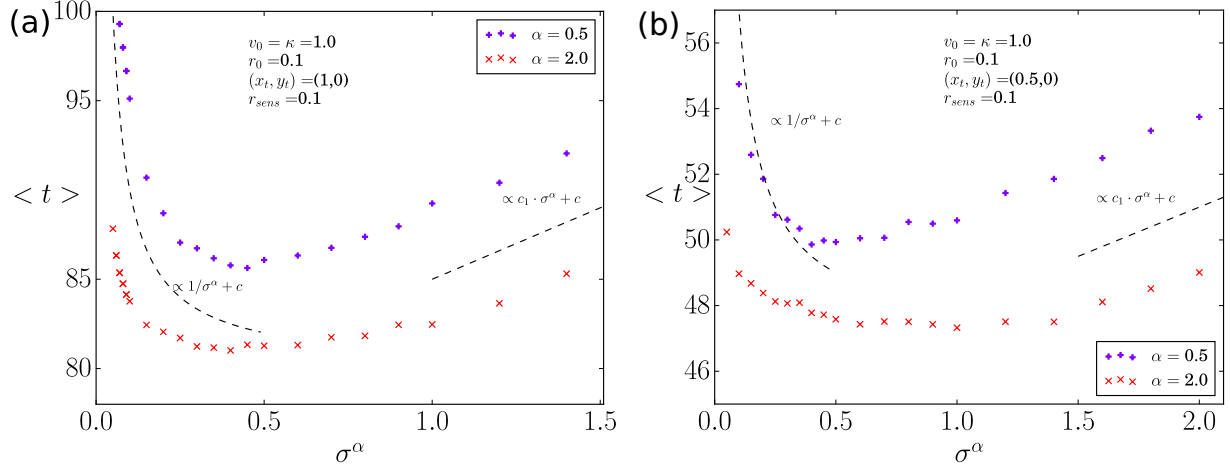 (a)
100
95
85
80
< t >
v₀ = κ =1.0
r₀ =0.1
(xₜ, yₜ) =(1,0)
r_sens =0.1
α = 0.5
α = 2.0
∝ 1/σ^α + c
∝ c₁ · σ^α + c
0.0 0.5 1.0 1.5
σ^α
(b)
56
54
52
50
48
46
< t >
v₀ = κ =1.0
r₀ =0.1
(xₜ, yₜ) =(0.5,0)
r_sens =0.1
∝ 1/σ^α + c
∝ c₁ · σ^α + c
α = 0.5
α = 2.0
0.0 0.5 1.0 1.5 2.0
σ^α